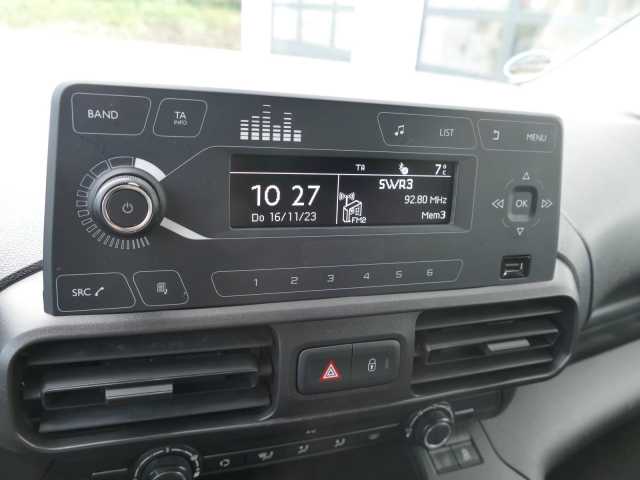 BAND
TA
INFO
LIST
MENU
TA 7°C
10 27
Do 16/11/23
SWR3
92.80 MHz
FM2
Mem3
OK
SRC
1 2 3 4 5 6